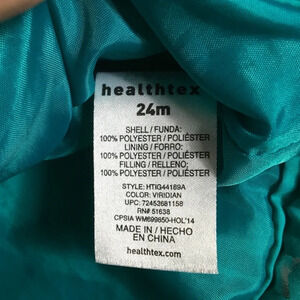 healthtex
24m
SHELL / FUNDA:
100% POLYESTER / POLIÉSTER
LINING / FORRO:
100% POLYESTER / POLIÉSTER
FILLING / RELLENO;
100% POLYESTER / POLIÉSTER
STYLE: HTIG44189A
COLOR: VIRIDIAN
UPC: 72453681158
RN# 51638
CPSIA WM699650-HOL'14
MADE IN / HECHO
EN CHINA
healthtex.com